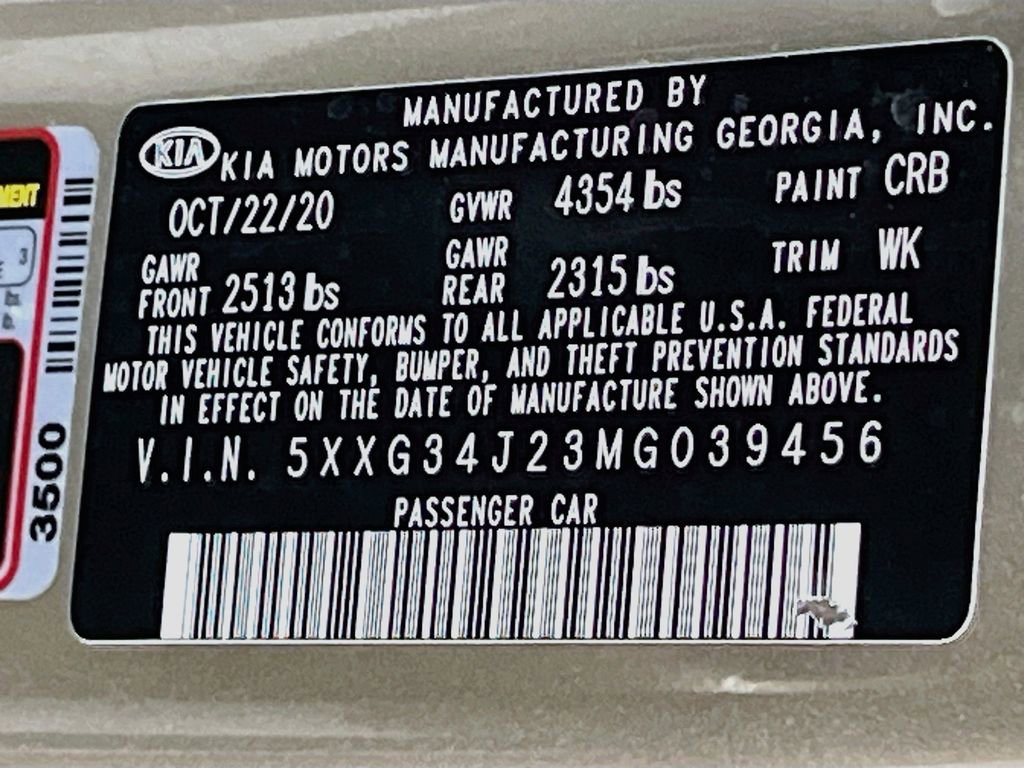 MANUFACTURED BY
KIA KIA MOTORS MANUFACTURING GEORGIA, INC.
OCT/22/20 GVWR 4354 lbs PAINT CRB
GAWR FRONT 2513 lbs GAWR REAR 2315 lbs TRIM WK
THIS VEHICLE CONFORMS TO ALL APPLICABLE U.S.A. FEDERAL
MOTOR VEHICLE SAFETY, BUMPER, AND THEFT PREVENTION STANDARDS
IN EFFECT ON THE DATE OF MANUFACTURE SHOWN ABOVE.
V.I.N. 5XXG34J23MG039456
PASSENGER CAR
3500
3